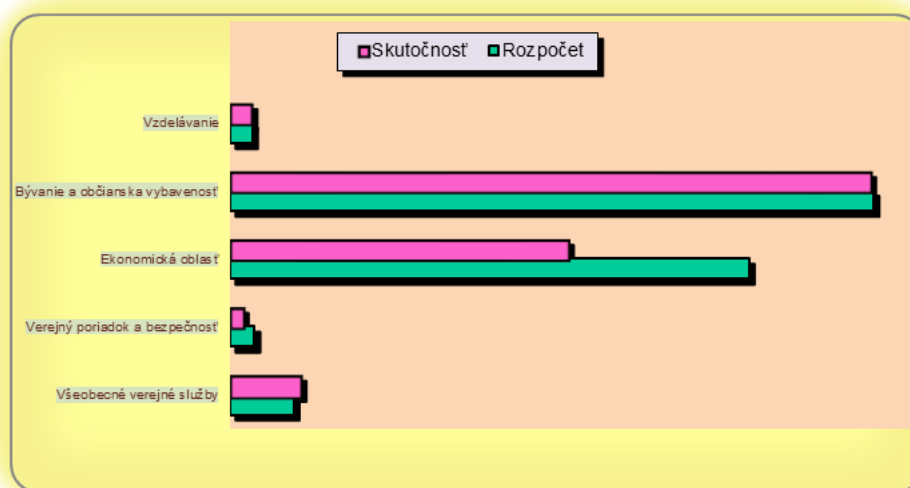 Skutočnosť Rozpočet
Vzdelávanie
Bývanie a občianska vybavenosť
Ekonomická oblasť
Verejný poriadok a bezpečnosť
Všeobecné verejné služby